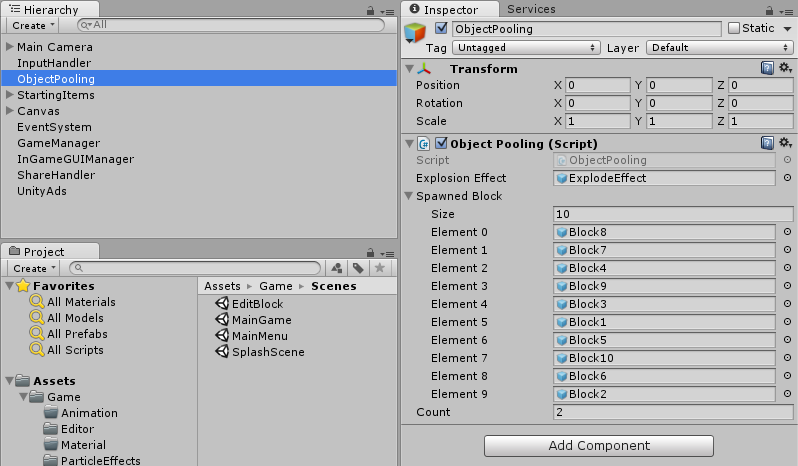 Hierarchy
Create
All
Main Camera
InputHandler
ObjectPooling
StartingItems
Canvas
EventSystem
GameManager
InGameGUIManager
ShareHandler
UnityAds
Project
Create
Favorites
All Materials
All Models
All Prefabs
All Scripts
Assets
Game
Animation
Editor
Material
ParticleEffects
Assets Game Scenes
EditBlock
MainGame
MainMenu
SplashScene
Inspector Services
ObjectPooling Static
Tag Untagged Layer Default
Transform
Position X 0 Y 0 Z 0
Rotation X 0 Y 0 Z 0
Scale X 1 Y 1 Z 1
Object Pooling (Script)
Script ObjectPooling
Explosion Effect ExplodeEffect
Spawned Block
Size 10
Element 0 Block8
Element 1 Block7
Element 2 Block4
Element 3 Block9
Element 4 Block3
Element 5 Block1
Element 6 Block5
Element 7 Block10
Element 8 Block6
Element 9 Block2
Count 2
Add Component